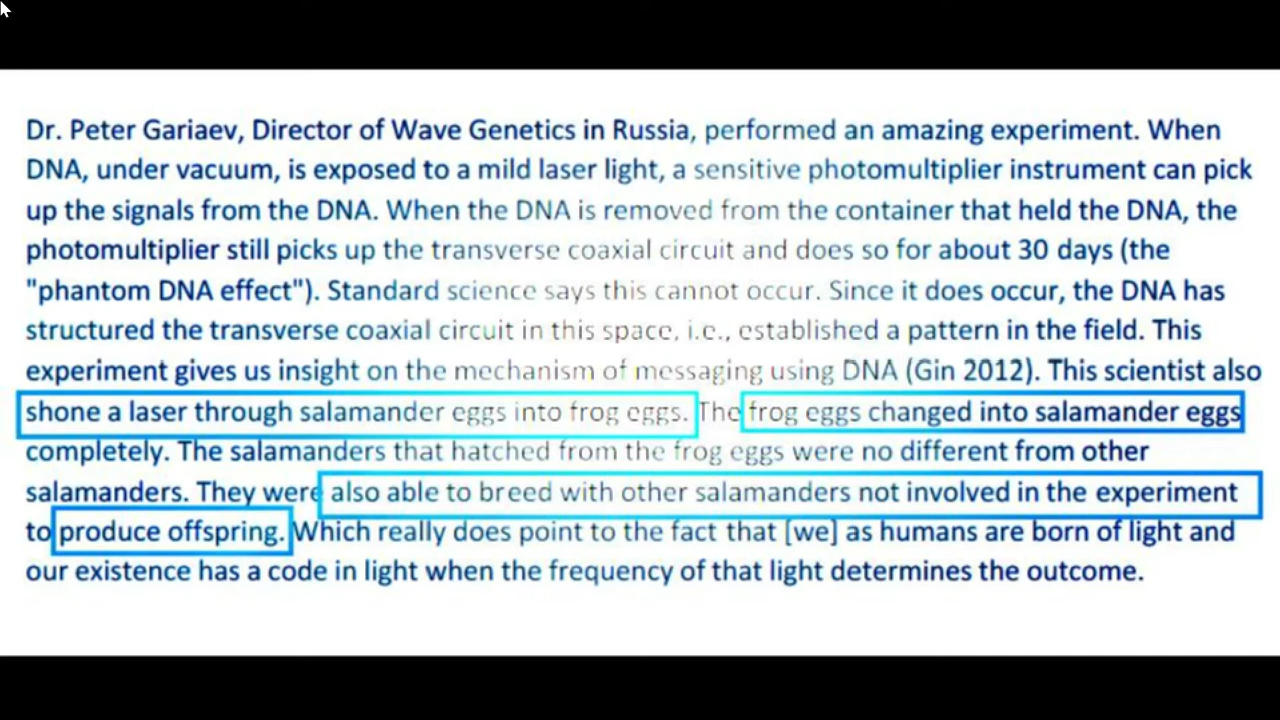 Dr. Peter Gariaev, Director of Wave Genetics in Russia, performed an amazing experiment. When
DNA, under vacuum, is exposed to a mild laser light, a sensitive photomultiplier instrument can pick
up the signals from the DNA. When the DNA is removed from the container that held the DNA, the
photomultiplier still picks up the transverse coaxial circuit and does so for about 30 days (the
"phantom DNA effect"). Standard science says this cannot occur. Since it does occur, the DNA has
structured the transverse coaxial circuit in this space, i.e., established a pattern in the field. This
experiment gives us insight on the mechanism of messaging using DNA (Gin 2012). This scientist also
shone a laser through salamander eggs into frog eggs. The frog eggs changed into salamander eggs
completely. The salamanders that hatched from the frog eggs were no different from other
salamanders. They were also able to breed with other salamanders not involved in the experiment
to produce offspring. Which really does point to the fact that [we] as humans are born of light and
our existence has a code in light when the frequency of that light determines the outcome.